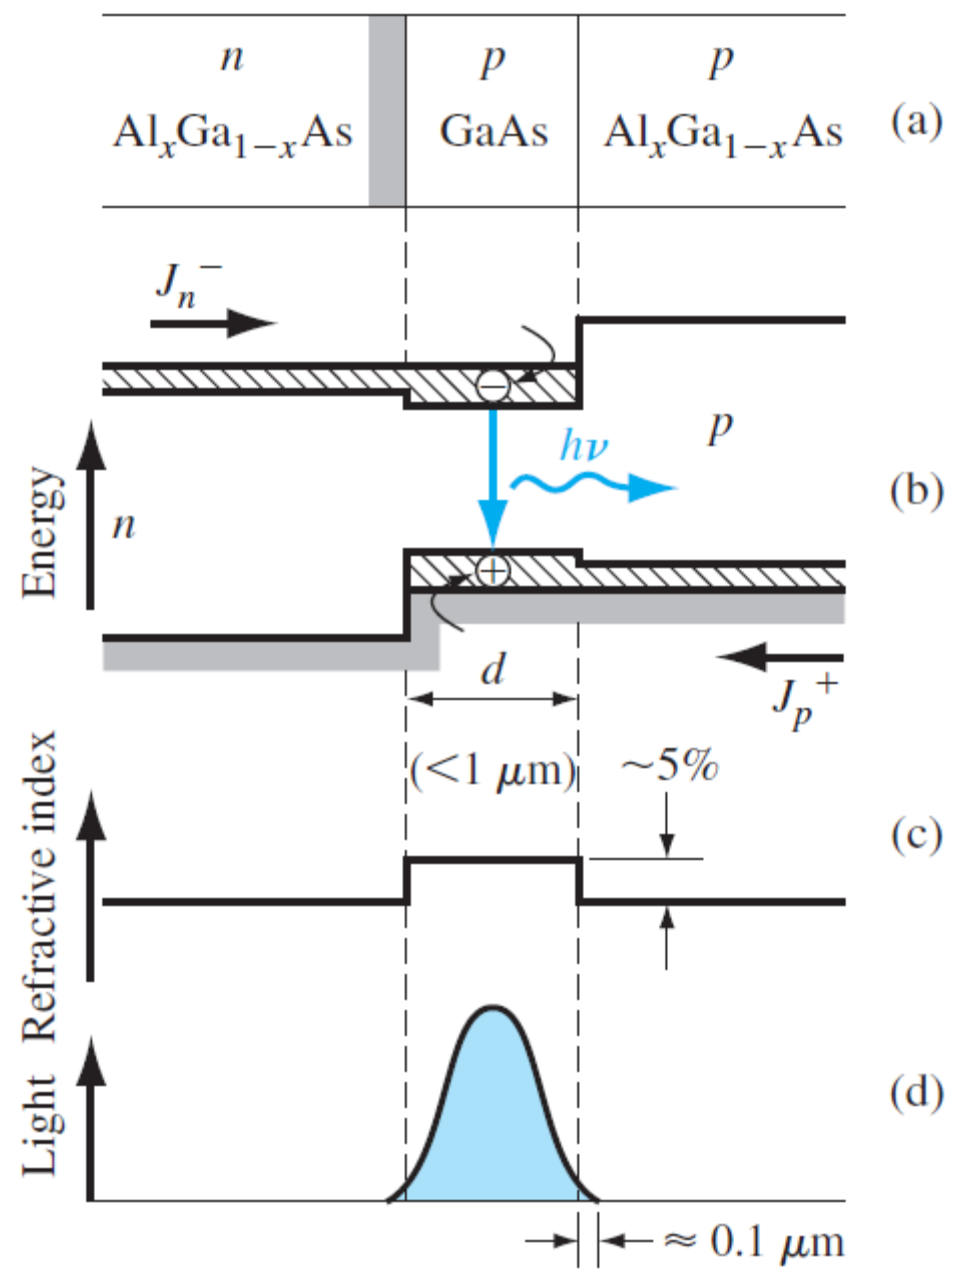 n
p
p
AlₓGa₁₋ₓAs
GaAs
AlₓGa₁₋ₓAs
(a)
Jₙ⁻
−
hν
p
(b)
Energy
n
+
d
Jₚ⁺
(<1 μm)
~5%
(c)
Refractive index
Light
(d)
≈ 0.1 μm